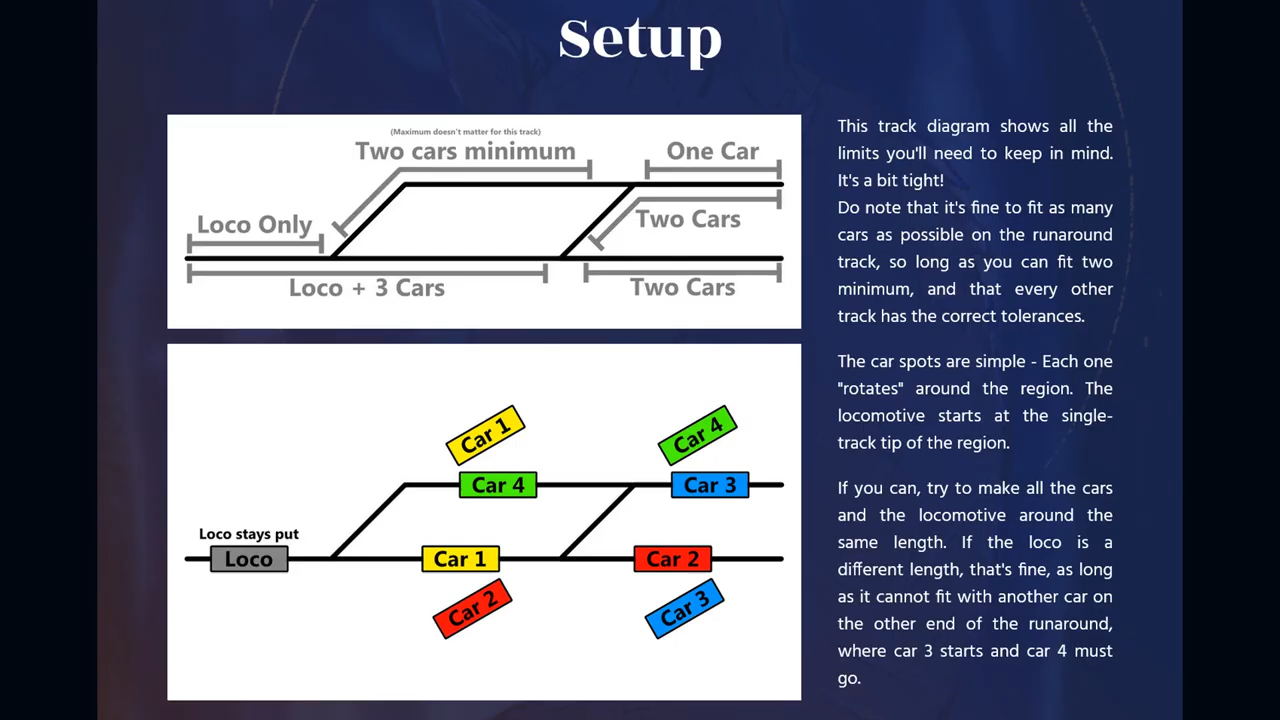 Setup
(Maximum doesn't matter for this track)
Two cars minimum
One Car
Loco Only
Two Cars
Loco + 3 Cars
Two Cars
Car 1
Car 4
Car 4
Car 3
Loco stays put
Loco
Car 1
Car 2
Car 2
Car 3
This track diagram shows all the
limits you'll need to keep in mind.
It's a bit tight!
Do note that it's fine to fit as many
cars as possible on the runaround
track, so long as you can fit two
minimum, and that every other
track has the correct tolerances.
The car spots are simple - Each one
"rotates" around the region. The
locomotive starts at the single-
track tip of the region.
If you can, try to make all the cars
and the locomotive around the
same length. If the loco is a
different length, that's fine, as long
as it cannot fit with another car on
the other end of the runaround,
where car 3 starts and car 4 must
go.